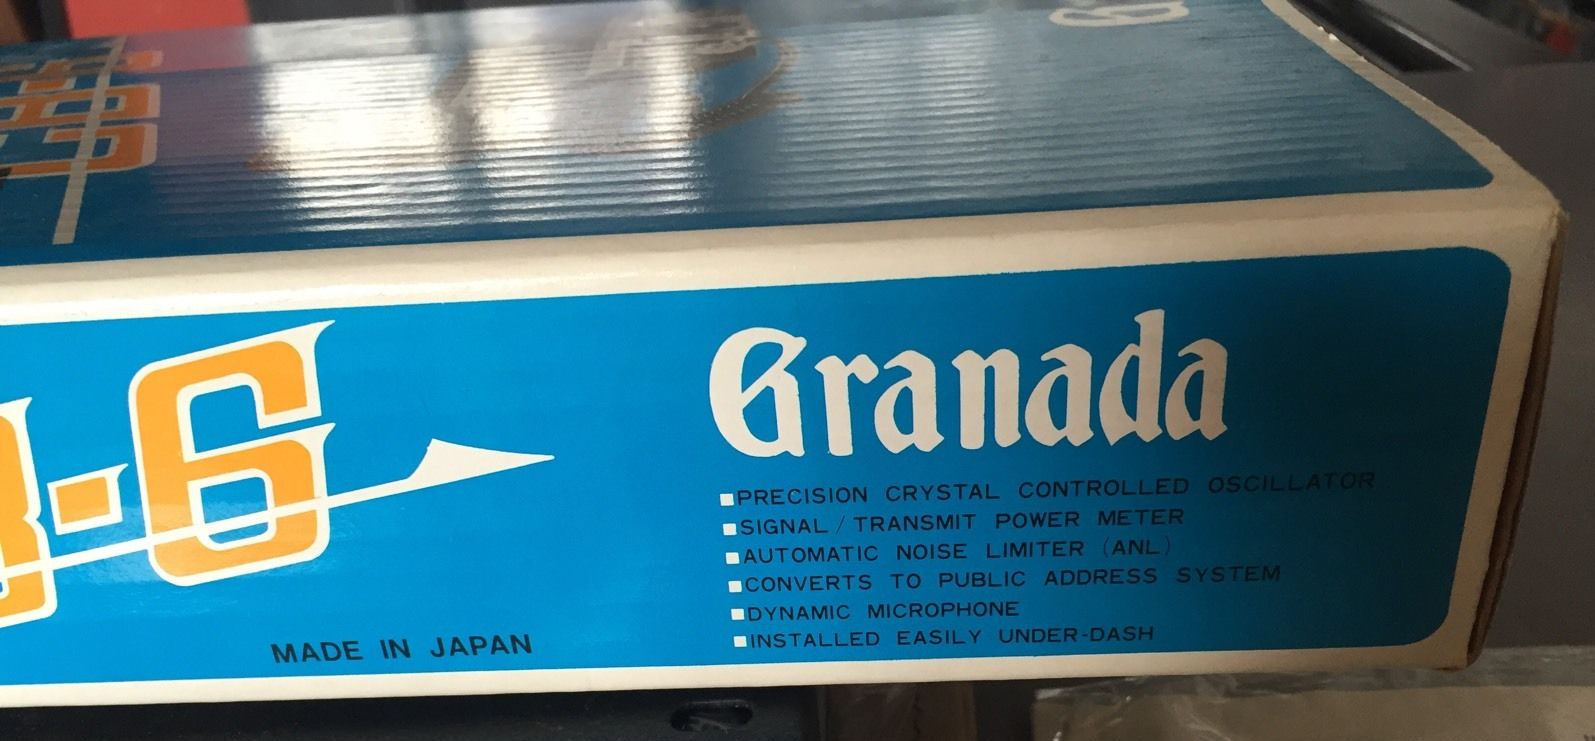 -6
Granada
PRECISION CRYSTAL CONTROLLED OSCILLATOR
SIGNAL / TRANSMIT POWER METER
AUTOMATIC NOISE LIMITER (ANL)
CONVERTS TO PUBLIC ADDRESS SYSTEM
DYNAMIC MICROPHONE
INSTALLED EASILY UNDER-DASH
MADE IN JAPAN